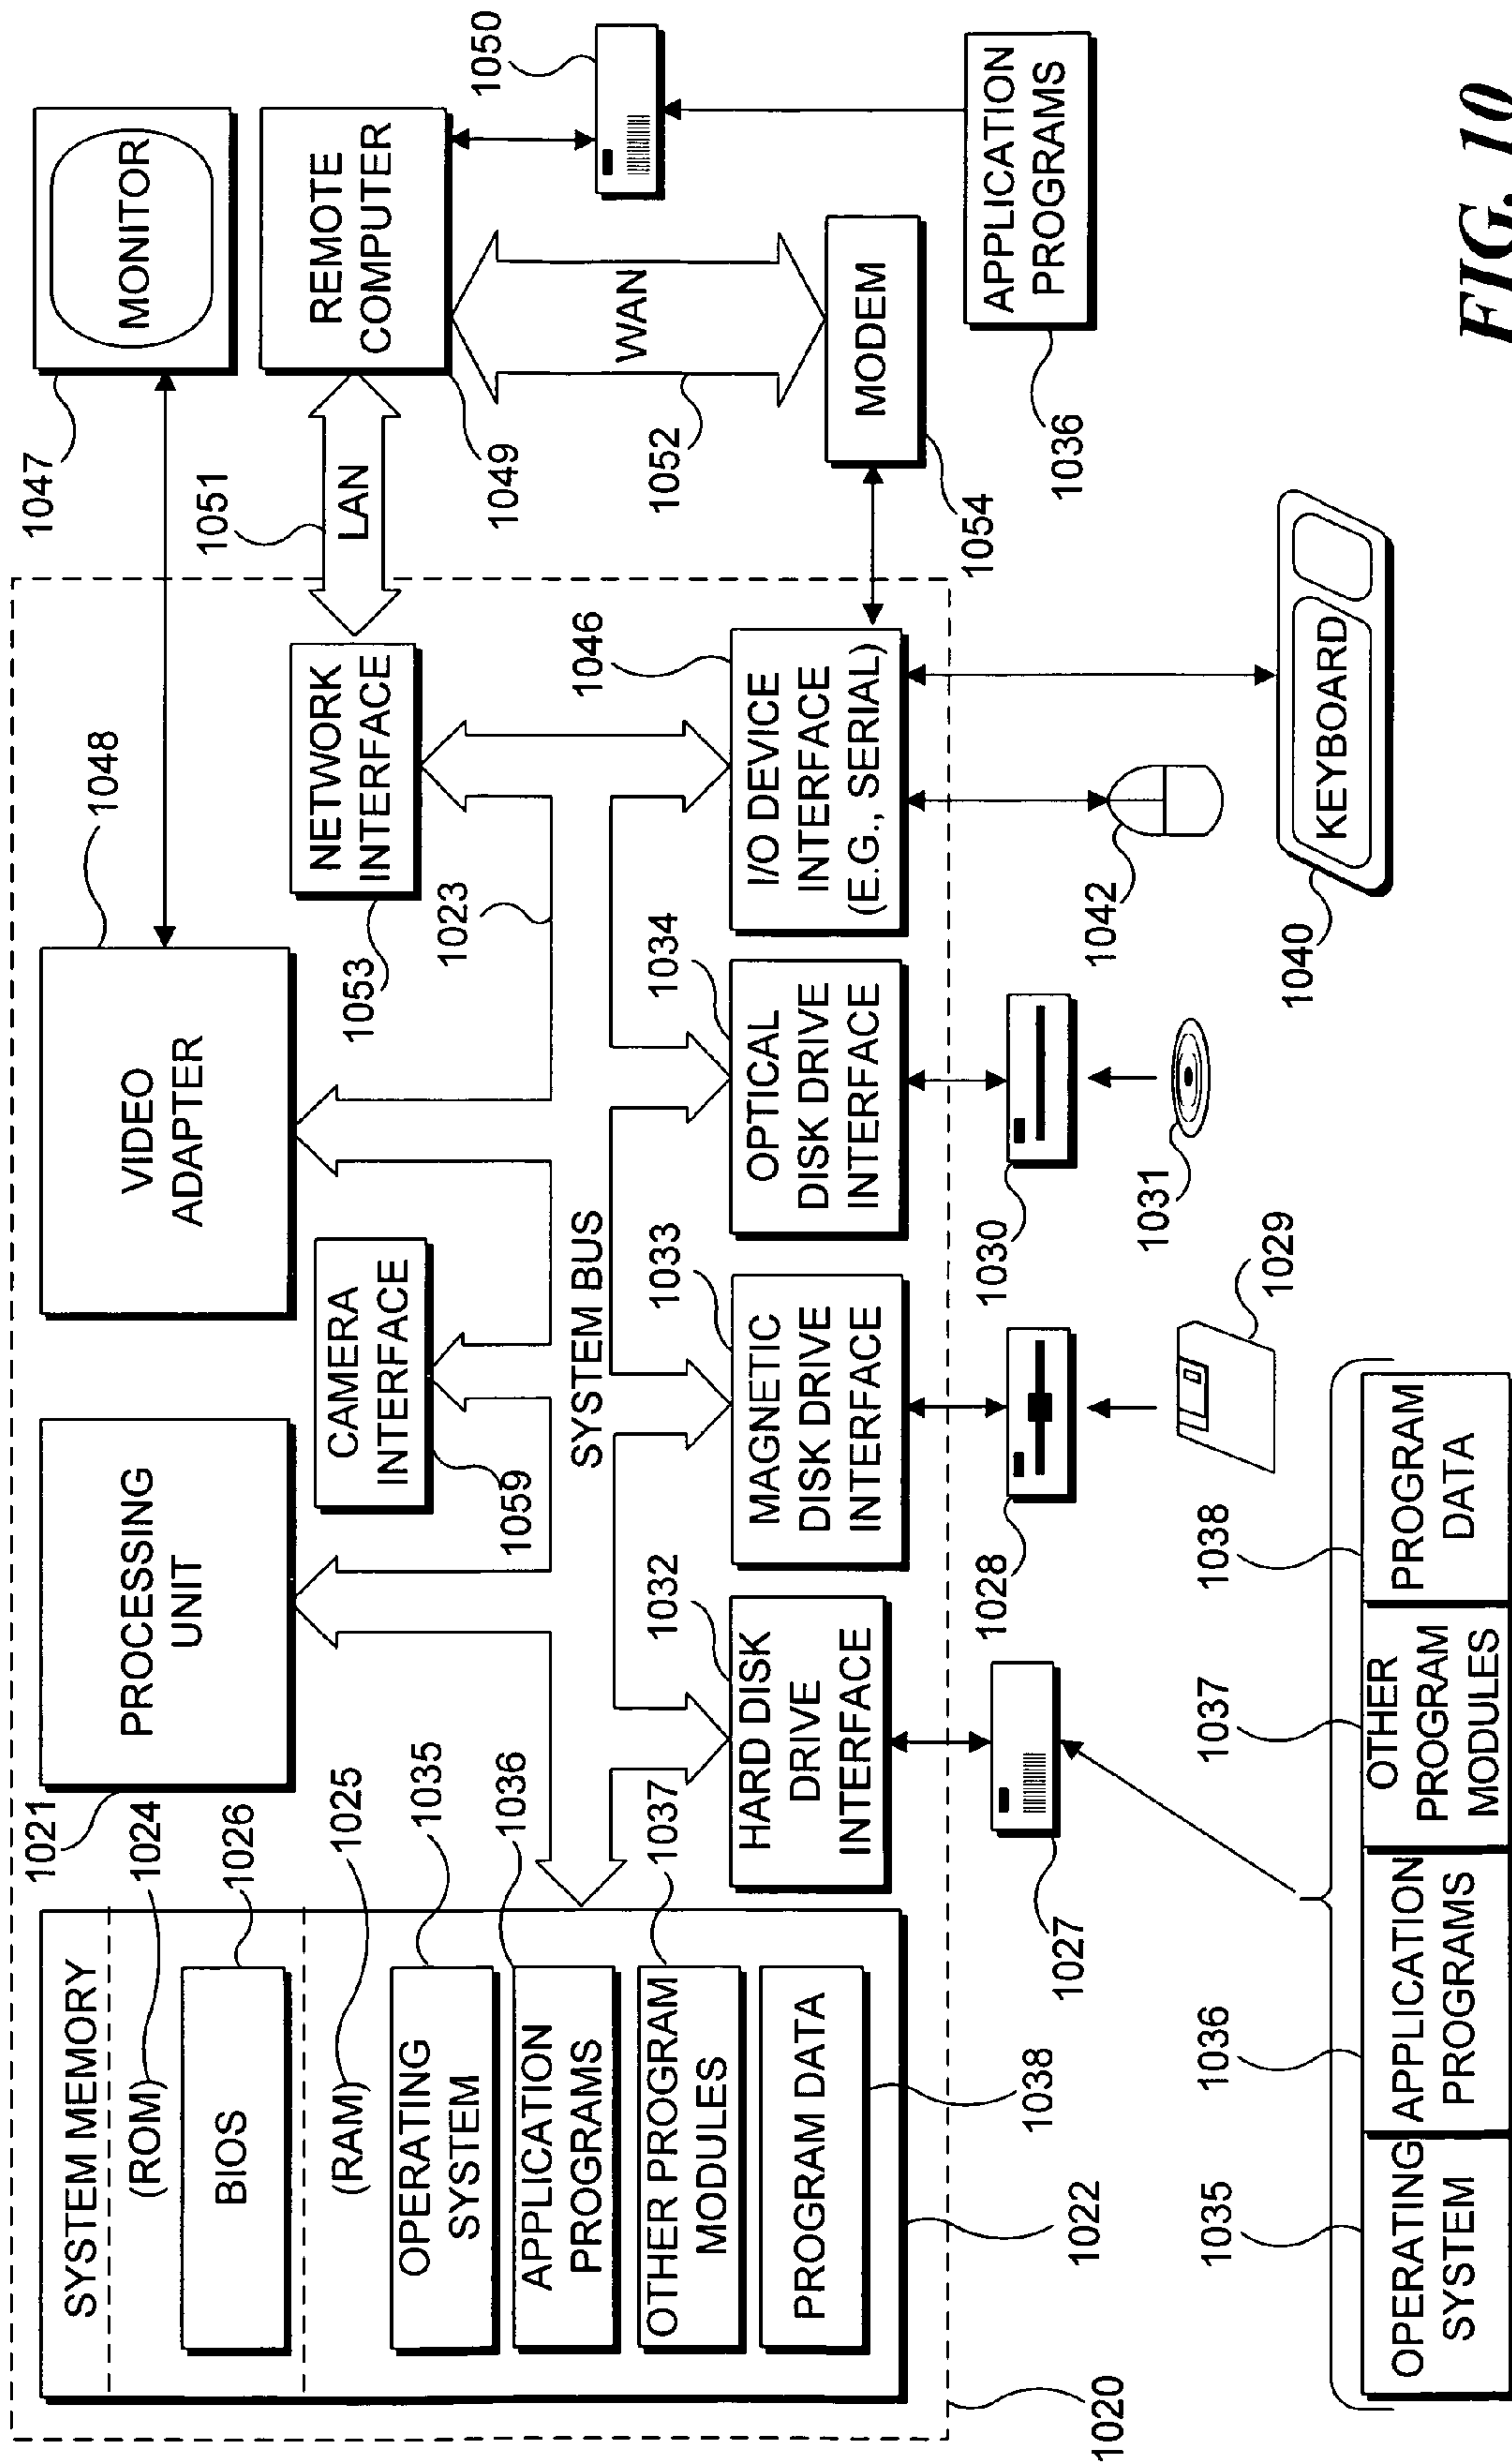 1020
SYSTEM MEMORY
(ROM)
1024
BIOS
1026
(RAM)
1025
OPERATING
SYSTEM
1035
APPLICATION
PROGRAMS
1036
OTHER PROGRAM
MODULES
1037
PROGRAM DATA
1038
1022
1021
PROCESSING
UNIT
CAMERA
INTERFACE
1059
VIDEO
ADAPTER
1048
1047
MONITOR
NETWORK
INTERFACE
1053
1023
SYSTEM BUS
1051
LAN
REMOTE
COMPUTER
1049
1050
WAN
1052
MODEM
1054
APPLICATION
PROGRAMS
1036
HARD DISK
DRIVE
INTERFACE
1032
MAGNETIC
DISK DRIVE
INTERFACE
1033
OPTICAL
DISK DRIVE
INTERFACE
1034
I/O DEVICE
INTERFACE
(E.G., SERIAL)
1046
1027
1028
1029
1030
1031
1042
KEYBOARD
1040
1035
OPERATING
SYSTEM
1036
APPLICATION
PROGRAMS
1037
OTHER
PROGRAM
MODULES
1038
PROGRAM
DATA
FIG. 10